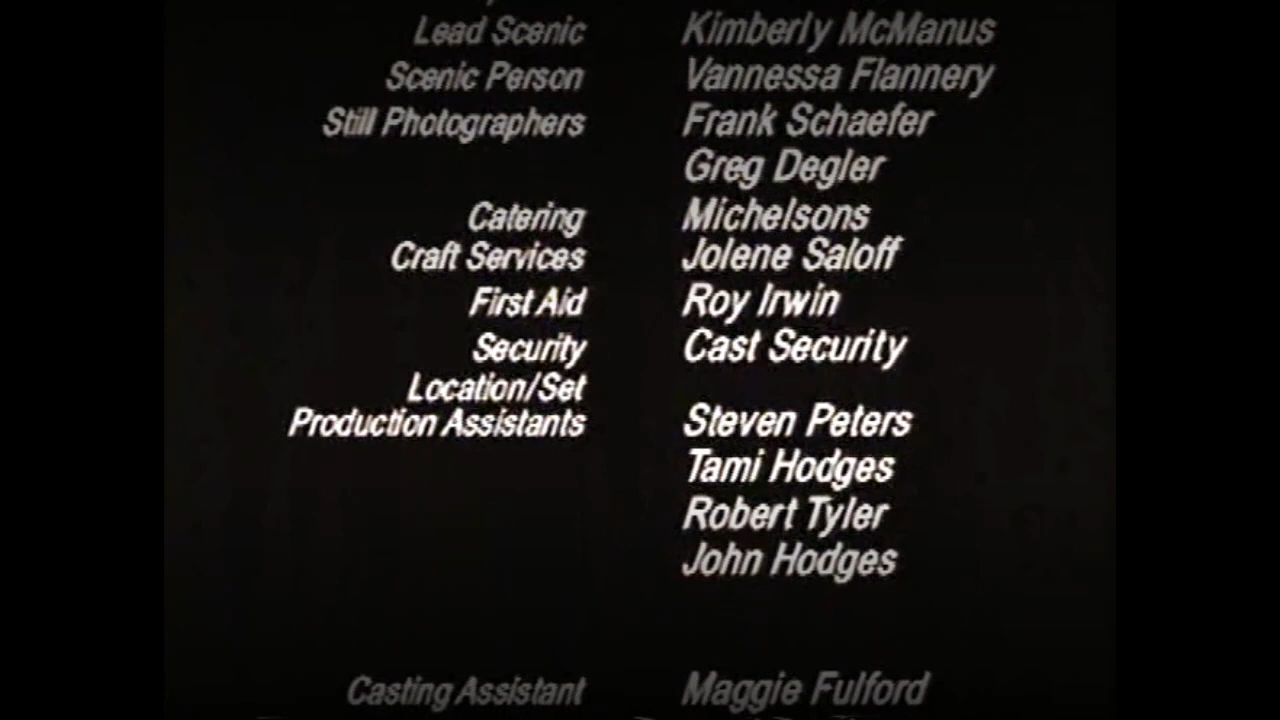 Lead Scenic Kimberly McManus
Scenic Person Vannessa Flannery
Still Photographers Frank Schaefer
Greg Degler
Catering Michelsons
Craft Services Jolene Saloff
First Aid Roy Irwin
Security Cast Security
Location/Set
Production Assistants Steven Peters
Tami Hodges
Robert Tyler
John Hodges
Casting Assistant Maggie Fulford